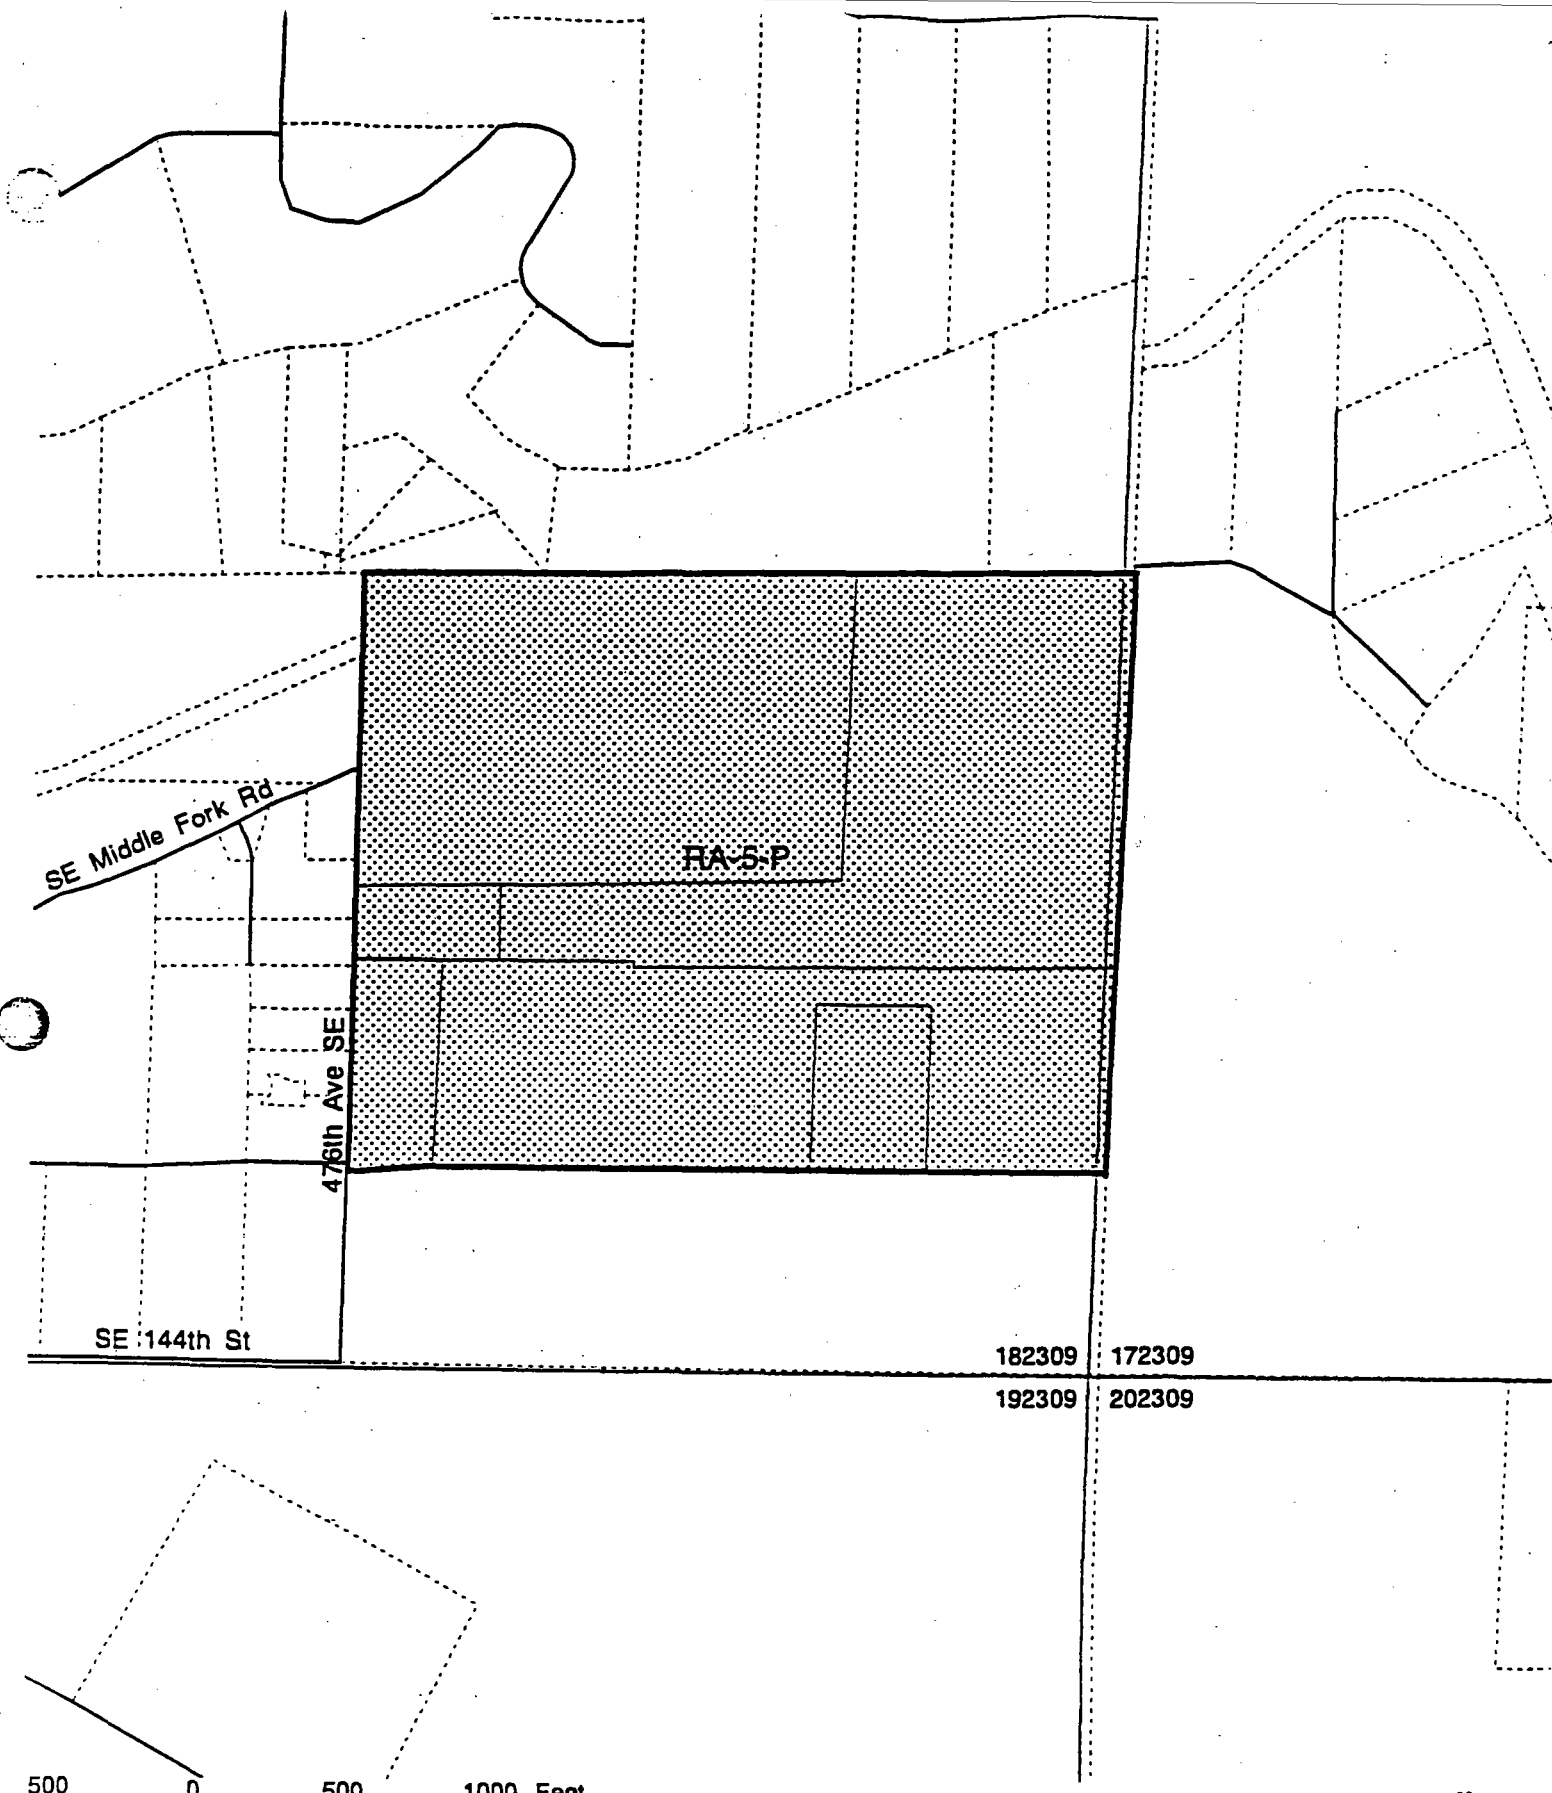 SE Middle Fork Rd
RA-5-P
476th Ave SE
SE 144th St
182309 172309
192309 202309
500 0 500 1000 Feet